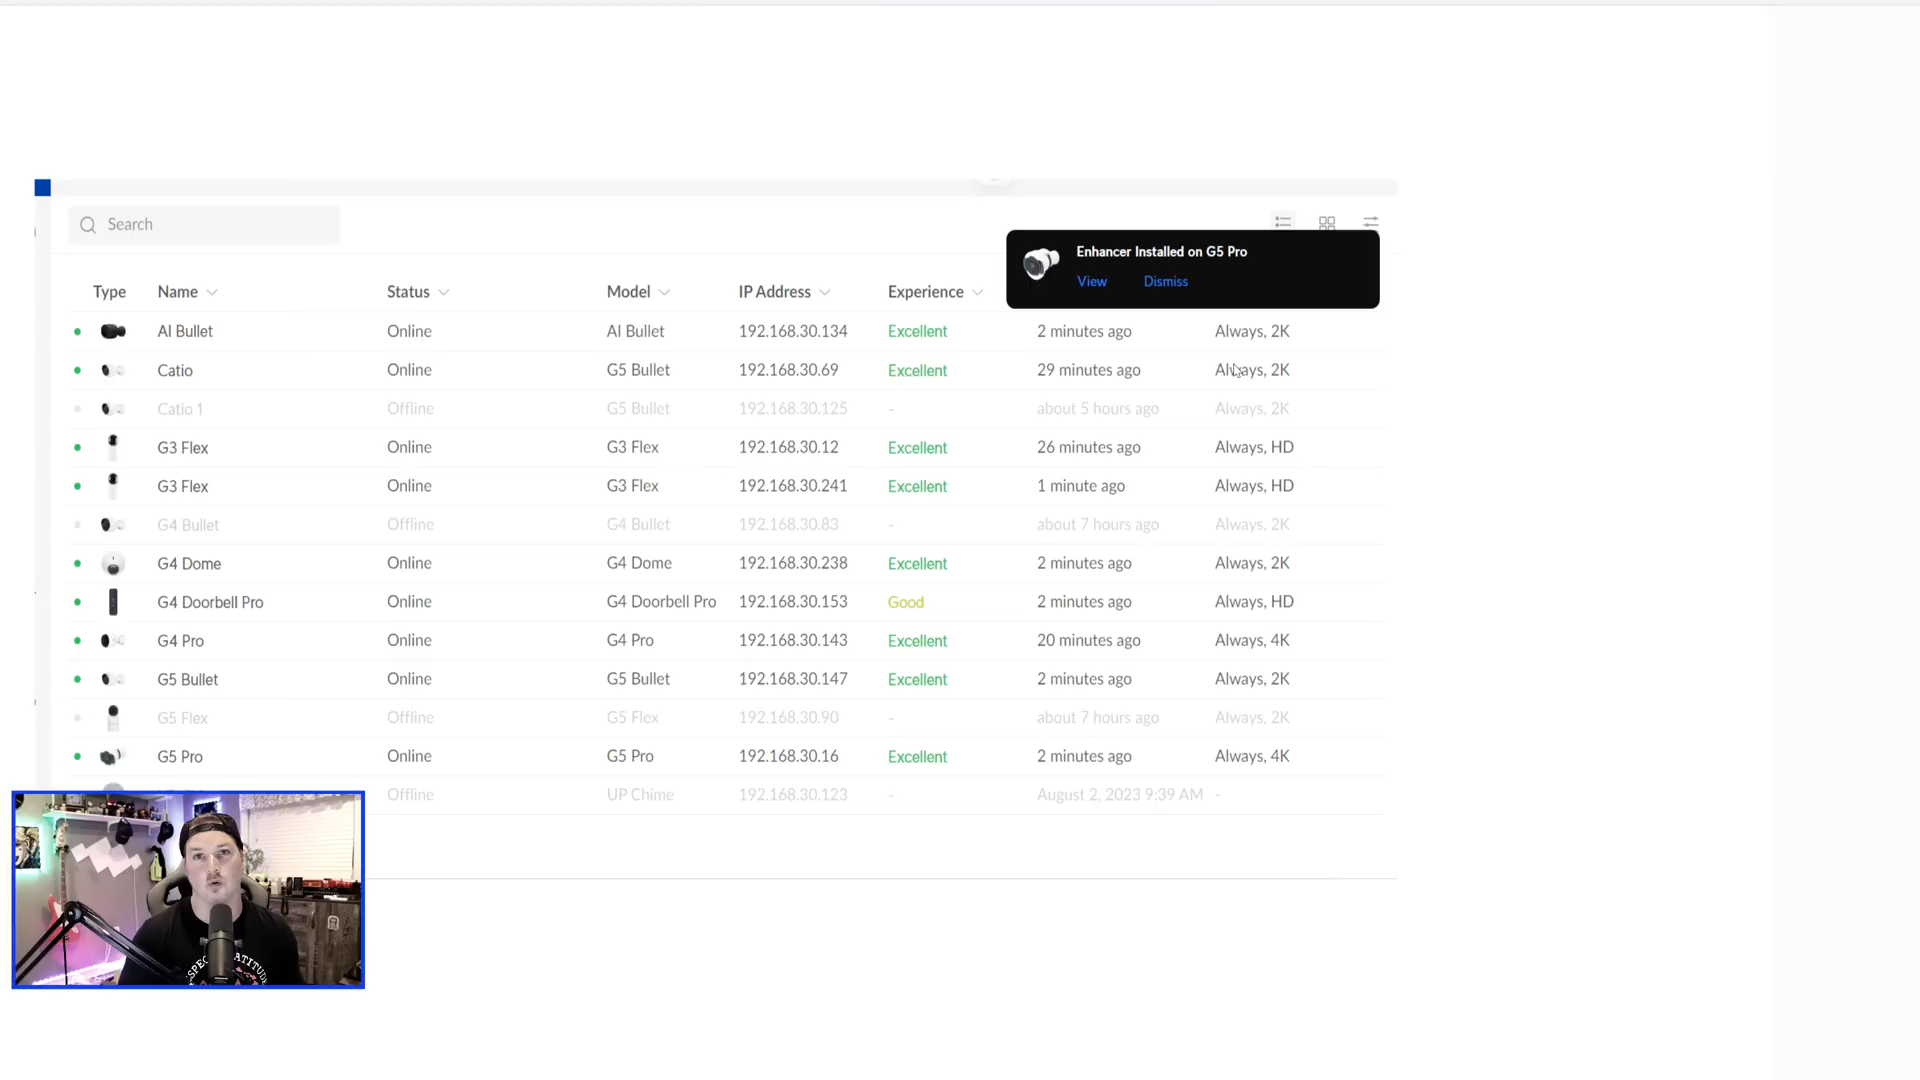 Search
Enhancer Installed on G5 Pro
View Dismiss
Type Name Status Model IP Address Experience
AI Bullet Online AI Bullet 192.168.30.134 Excellent 2 minutes ago Always, 2K
Catio Online G5 Bullet 192.168.30.69 Excellent 29 minutes ago Always, 2K
Catio 1 Offline G5 Bullet 192.168.30.125 - about 5 hours ago Always, 2K
G3 Flex Online G3 Flex 192.168.30.12 Excellent 26 minutes ago Always, HD
G3 Flex Online G3 Flex 192.168.30.241 Excellent 1 minute ago Always, HD
G4 Bullet Offline G4 Bullet 192.168.30.83 - about 7 hours ago Always, 2K
G4 Dome Online G4 Dome 192.168.30.238 Excellent 2 minutes ago Always, 2K
G4 Doorbell Pro Online G4 Doorbell Pro 192.168.30.153 Good 2 minutes ago Always, HD
G4 Pro Online G4 Pro 192.168.30.143 Excellent 20 minutes ago Always, 4K
G5 Bullet Online G5 Bullet 192.168.30.147 Excellent 2 minutes ago Always, 2K
G5 Flex Offline G5 Flex 192.168.30.90 - about 7 hours ago Always, 2K
G5 Pro Online G5 Pro 192.168.30.16 Excellent 2 minutes ago Always, 4K
Offline UP Chime 192.168.30.123 - August 2, 2023 9:39 AM -